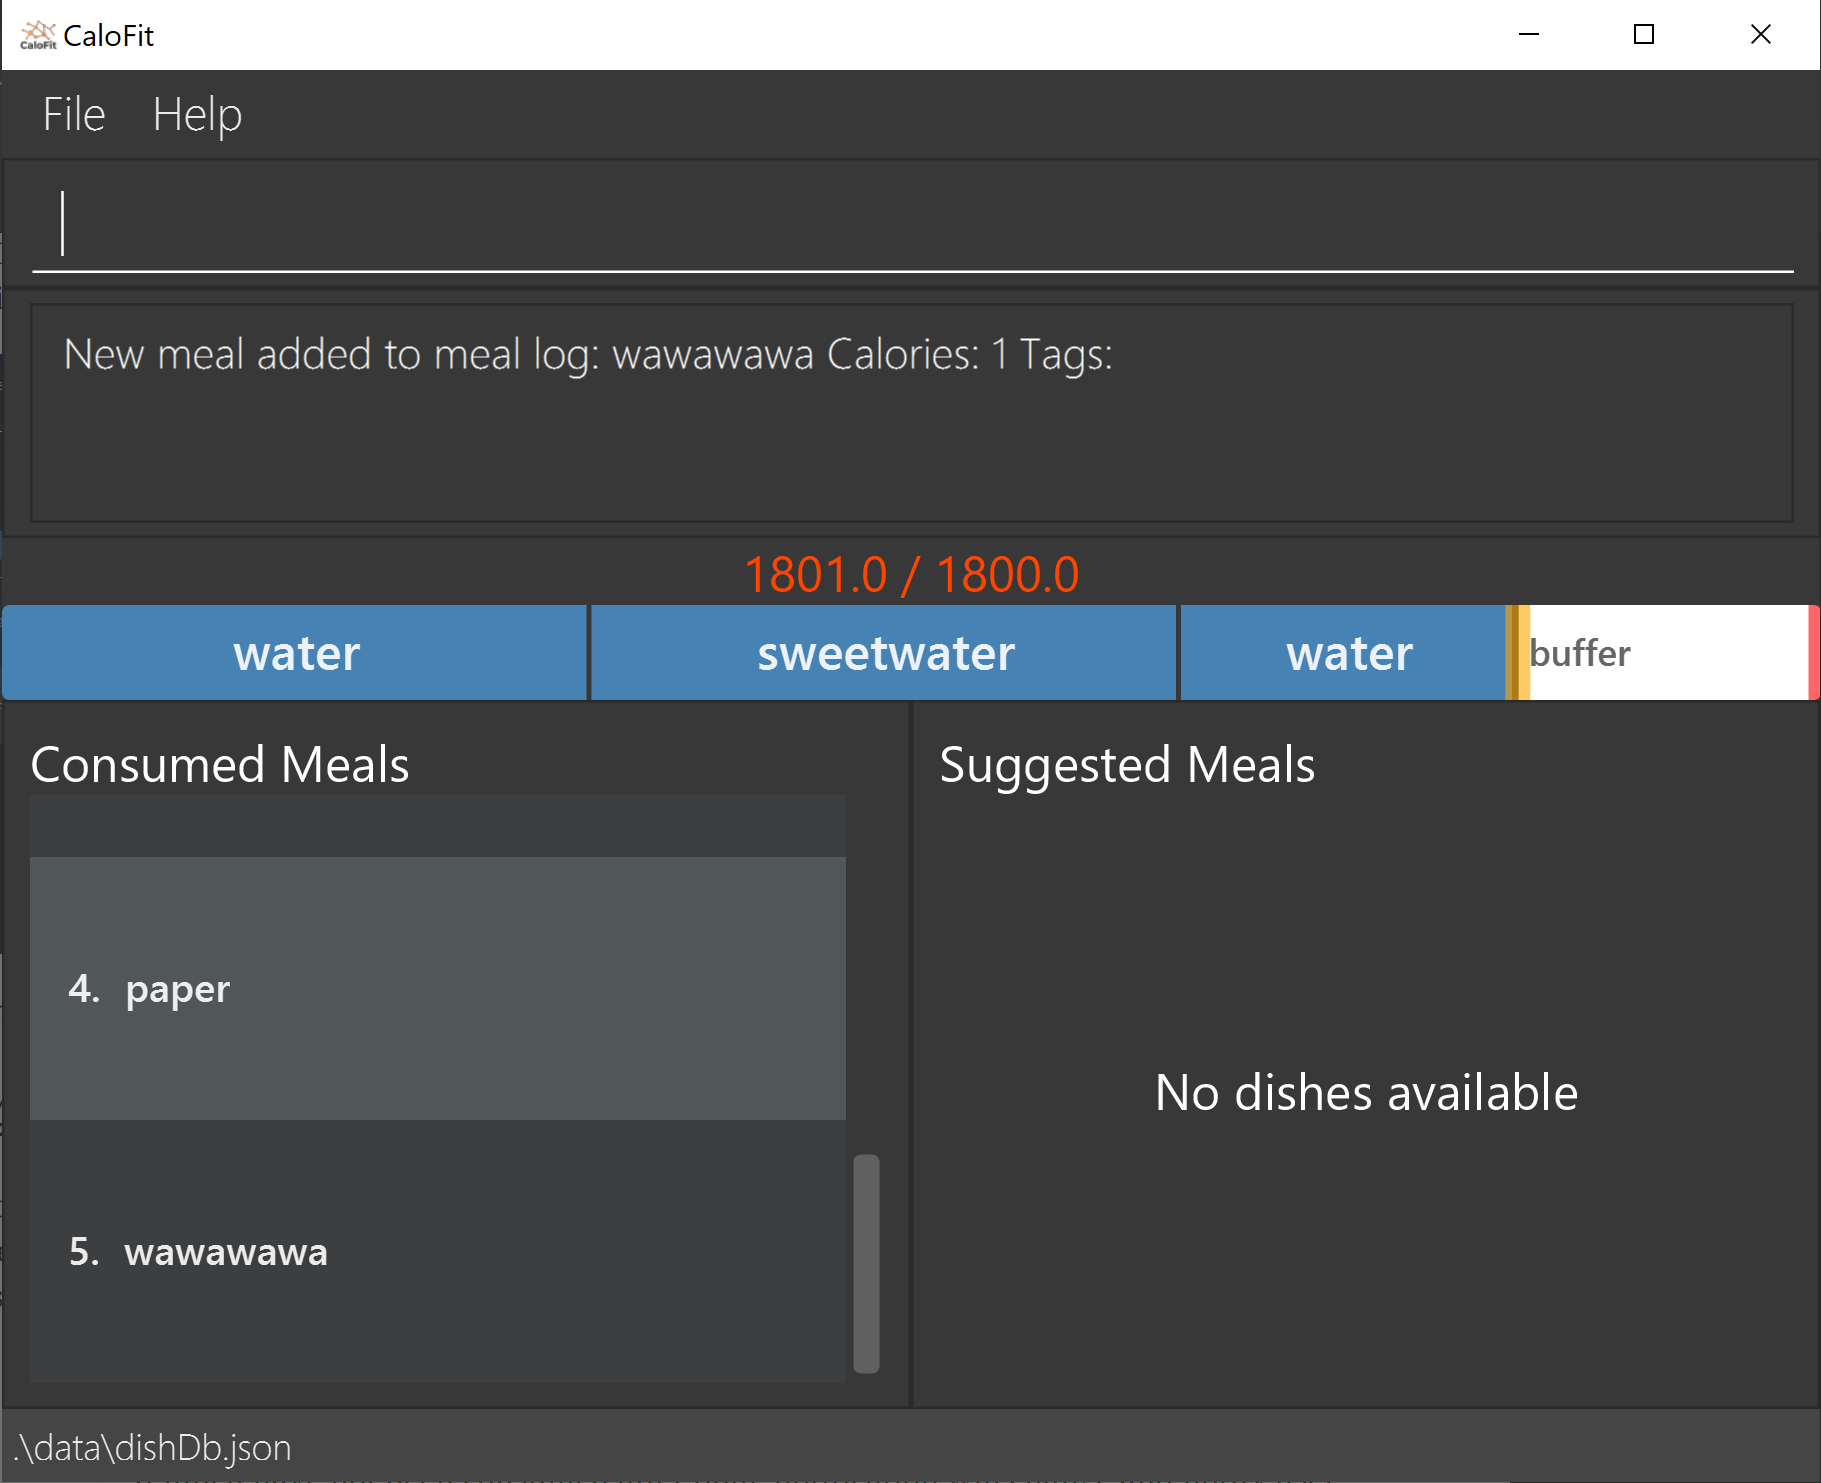 CaloFit CaloFit
File Help
New meal added to meal log: wawawawa Calories: 1 Tags:
1801.0 / 1800.0
water sweetwater water buffer
Consumed Meals
4. paper
5. wawawawa
Suggested Meals
No dishes available
.\data\dishDb.json